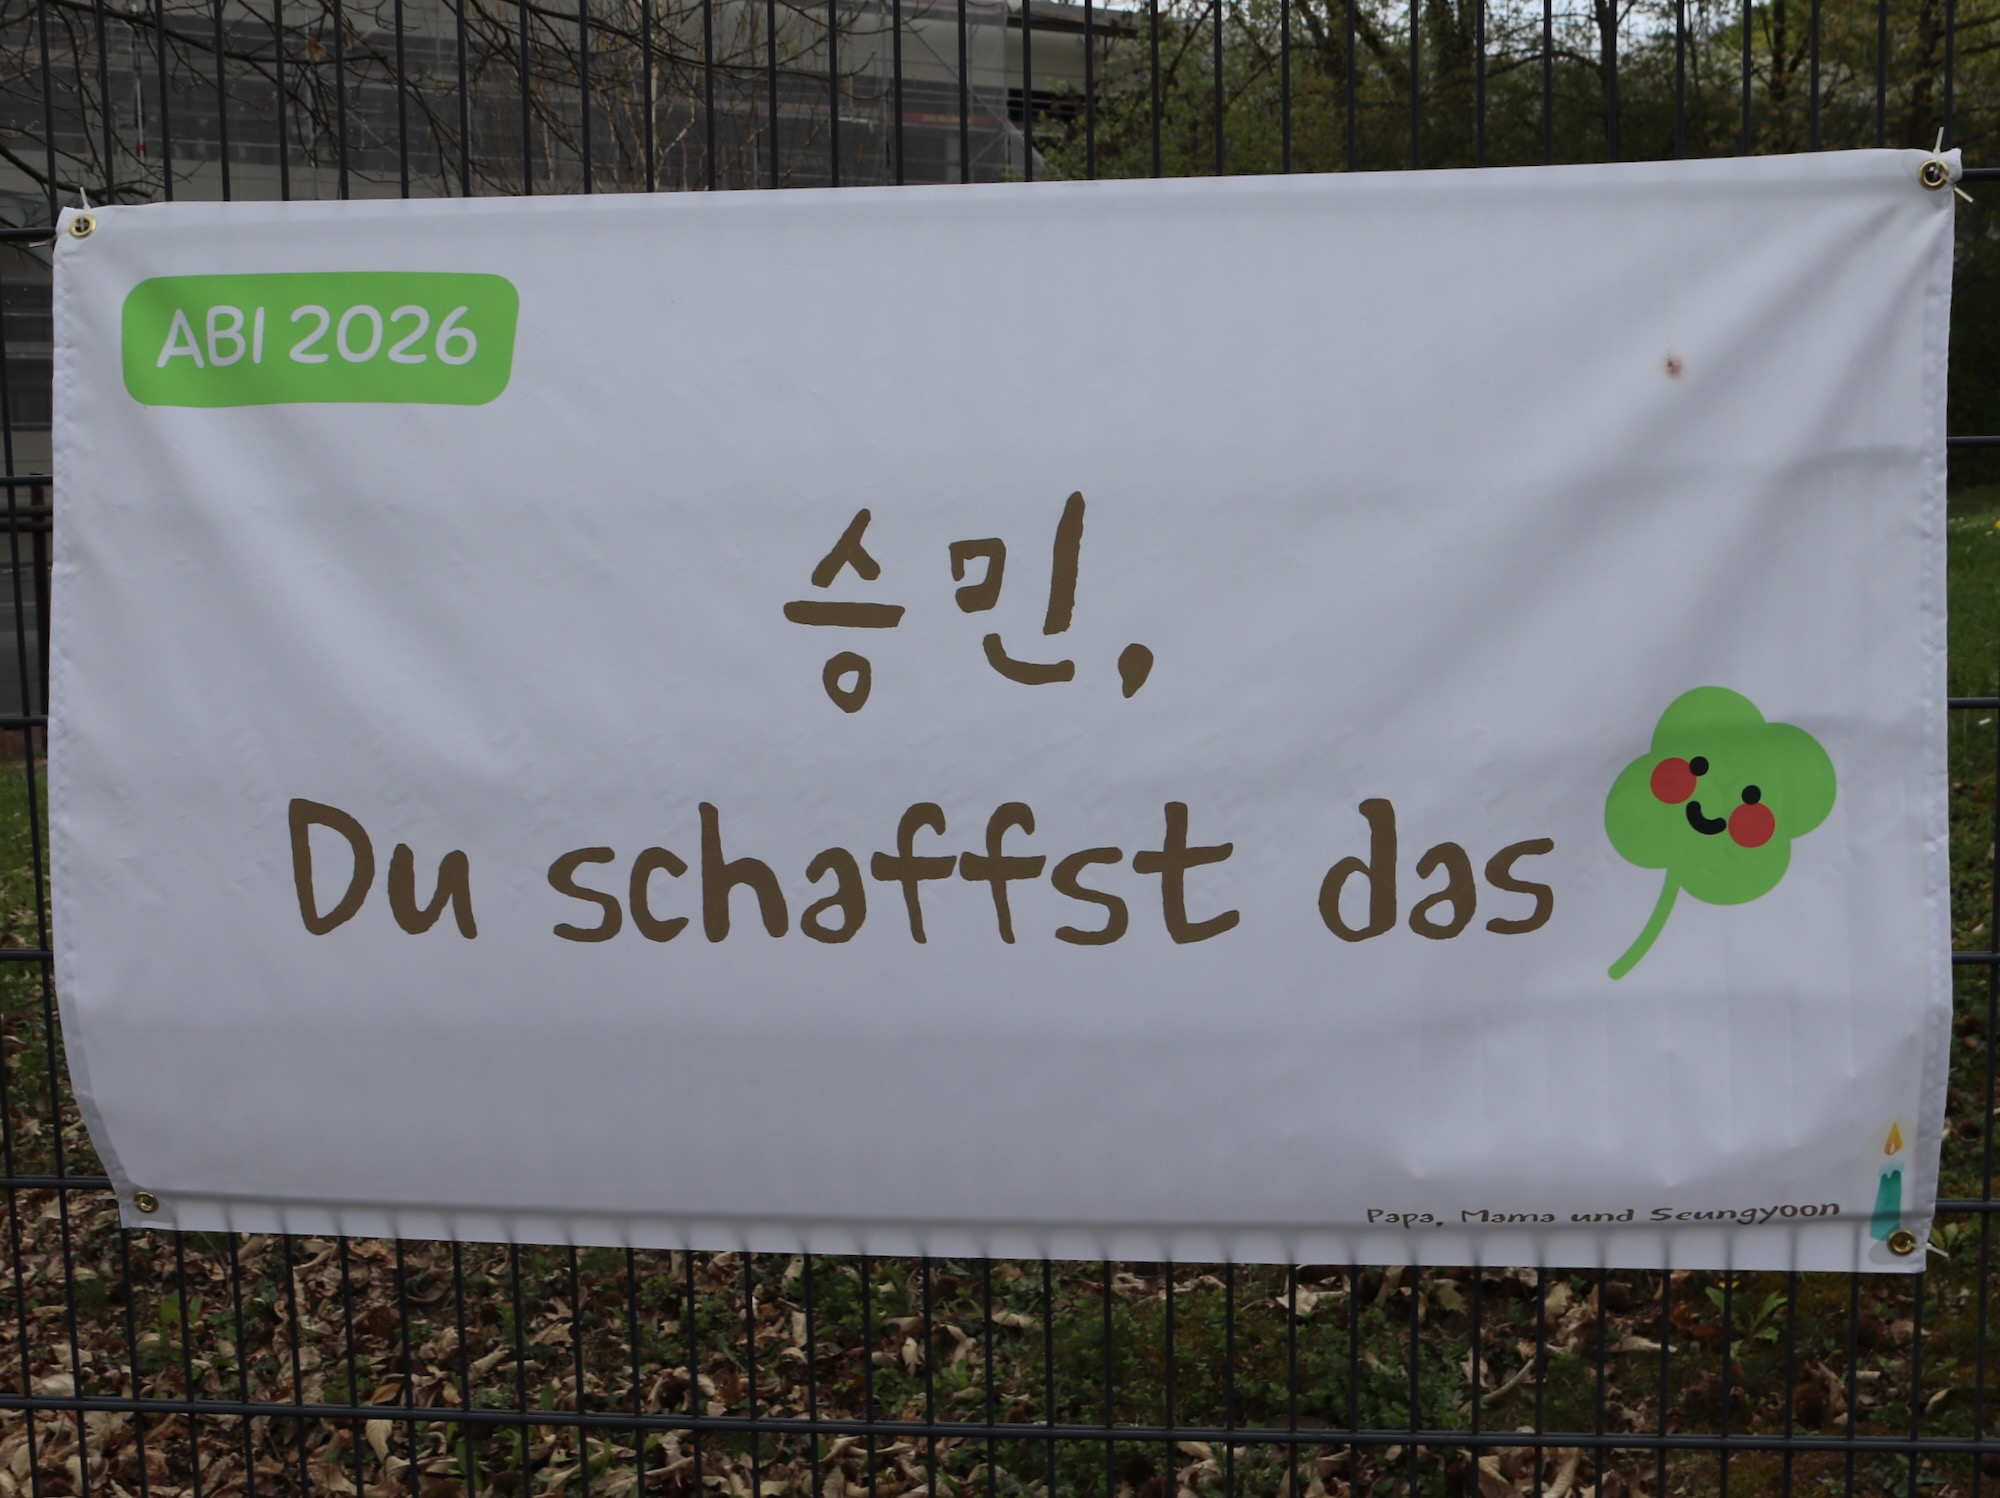 ABI 2026
승민,
Du schaffst das
Papa, Mama und Seungyoon